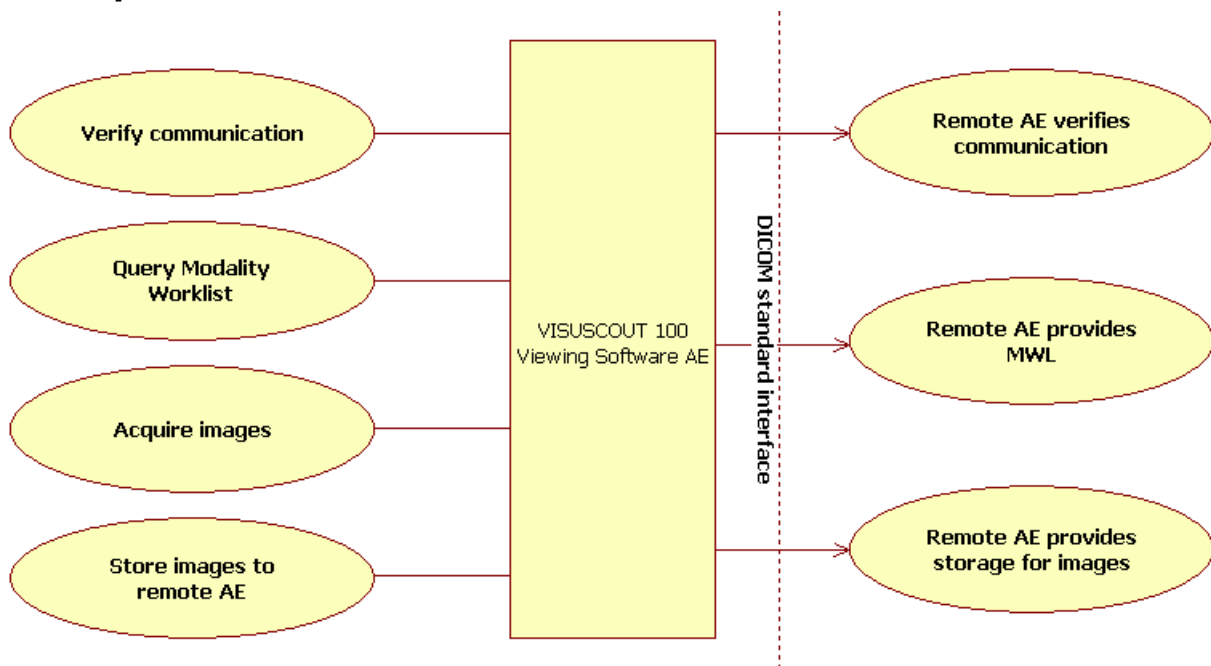 Verify communication
Query Modality
Worklist
Acquire images
Store images to
remote AE
VISUSCOUT 100
Viewing Software AE
DICOM standard interface
Remote AE verifies
communication
Remote AE provides
MWL
Remote AE provides
storage for images